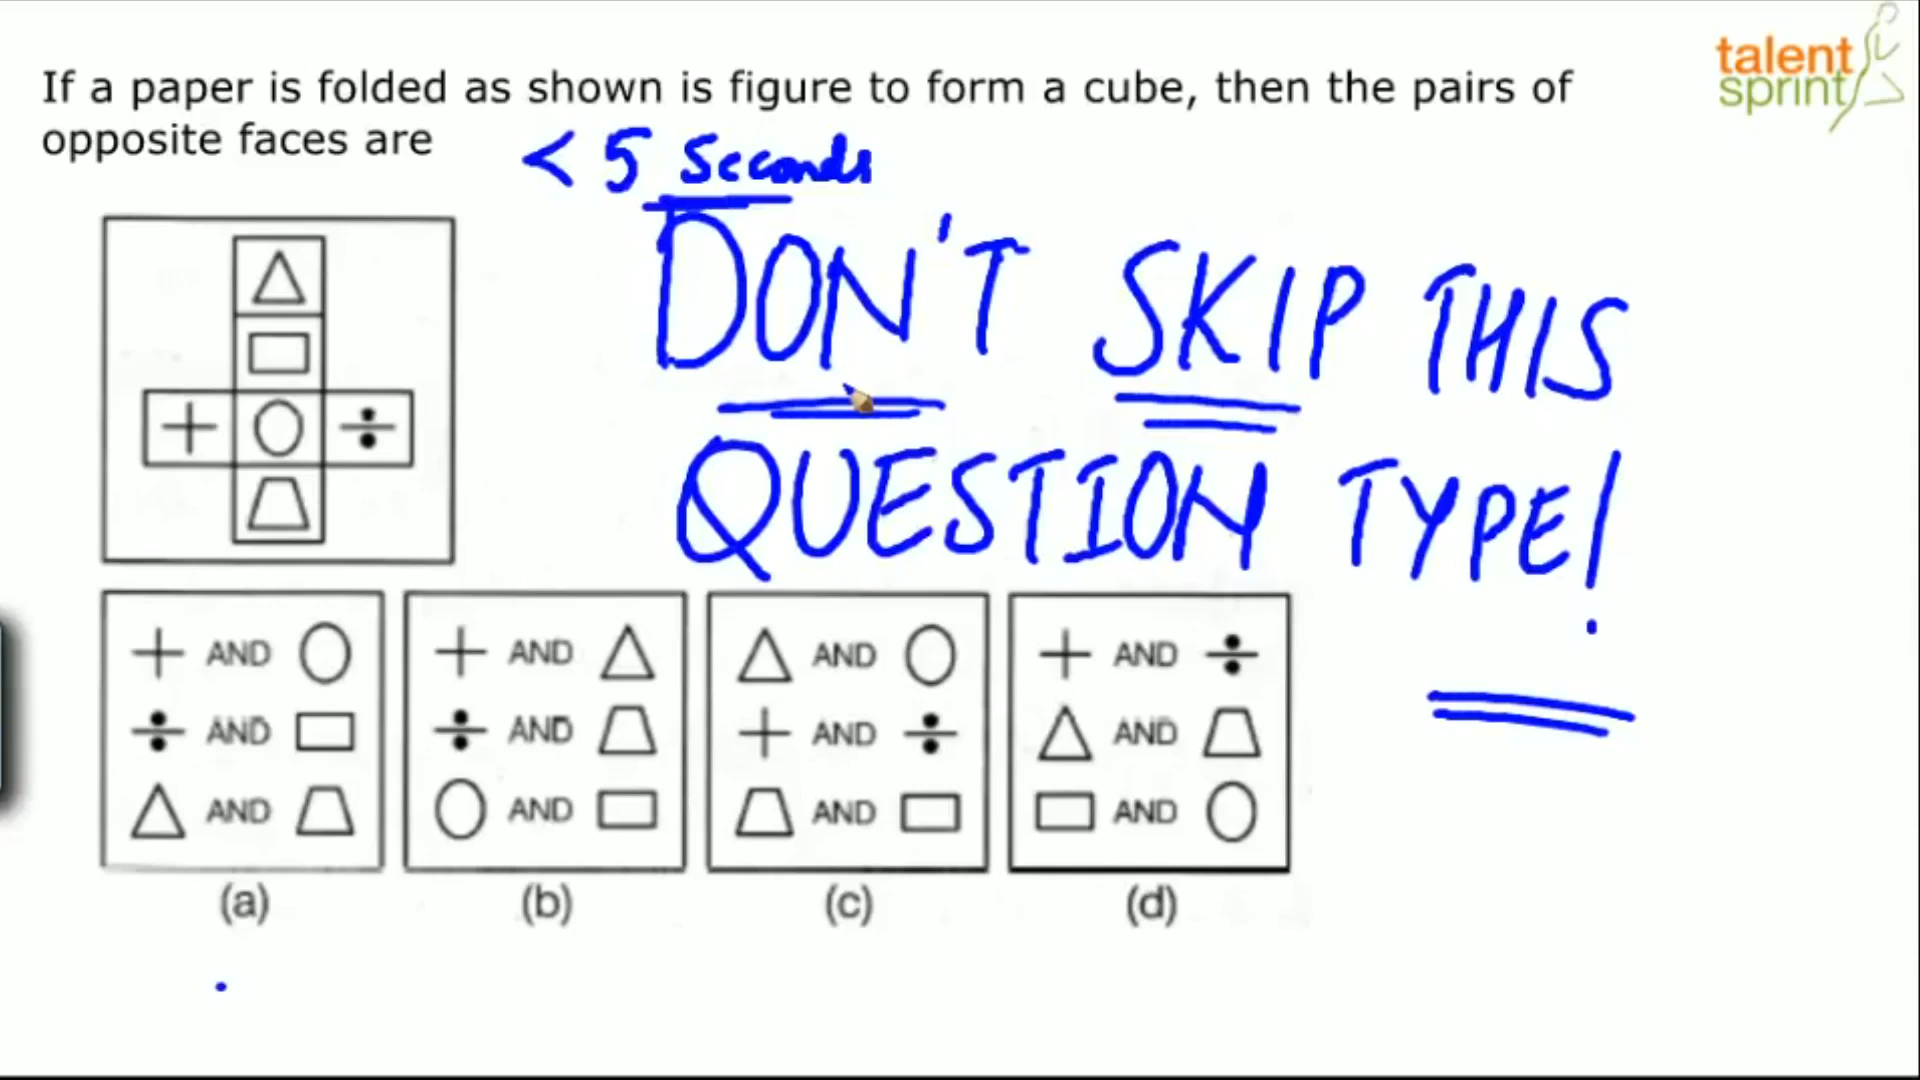 talent
sprint
If a paper is folded as shown is figure to form a cube, then the pairs of
opposite faces are
< 5 Seconds
DON'T SKIP THIS
QUESTION TYPE!
+ ÷
+ AND
÷ AND
AND
(a)
+ AND
÷ AND
AND
(b)
AND
+ AND ÷
AND
(c)
+ AND ÷
AND
AND
(d)